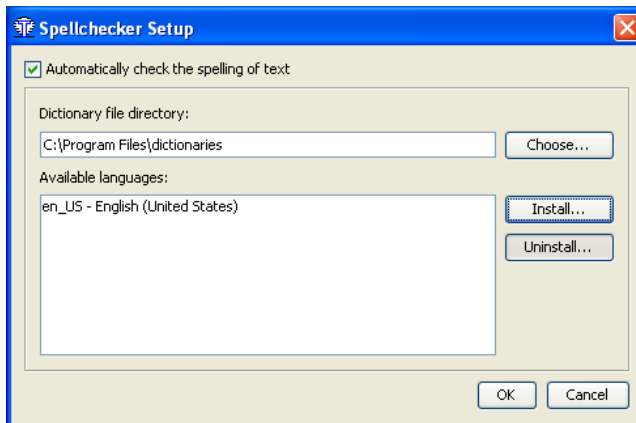 Spellchecker Setup
Automatically check the spelling of text
Dictionary file directory:
C:\Program Files\dictionaries
Choose...
Available languages:
en_US - English (United States)
Install...
Uninstall...
OK
Cancel